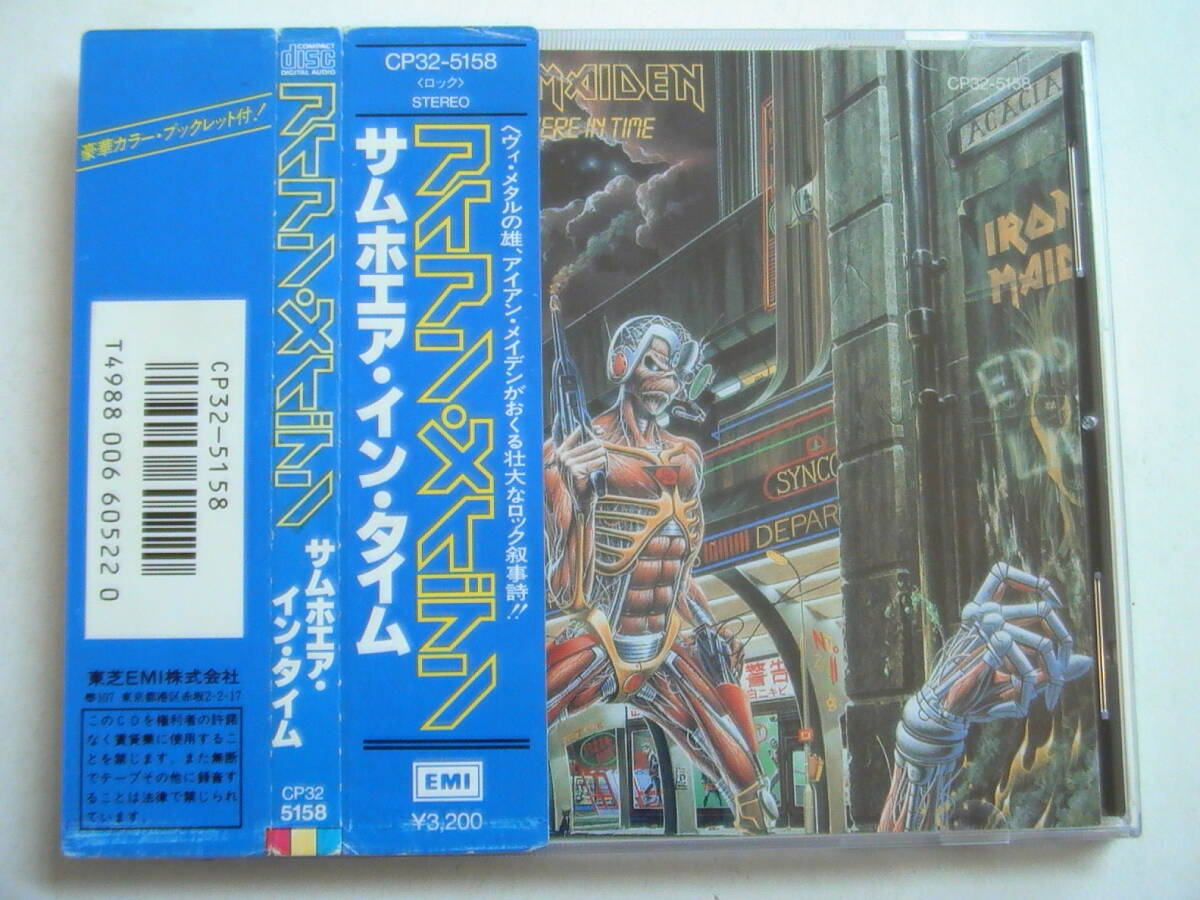 豪華カラー・ブックレット付!
CP32-5158
T4988 006 60522 0
東芝EMI株式会社
〒107 東京都港区赤坂2-2-17
このCDを権利者の許諾
なく賃貸業に使用するこ
とを禁じます。また無断
でテープその他に録音す
ることは法律で禁じられ
ています。
COMPACT
disc
DIGITAL AUDIO
アイアン・メイデン
サムホエア・
イン・タイム
CP32
5158
CP32-5158
〈ロック〉
STEREO
ヘヴィ・メタルの雄、アイアン・メイデンがおくる壮大なロック叙事詩!!
アイアン・メイデン
サムホエア・イン・タイム
EMI
¥3,200
MAIDEN
ERE IN TIME
CP32-5158
ACACIA
IRON
MAID
SYNCO
DEPAR
警告